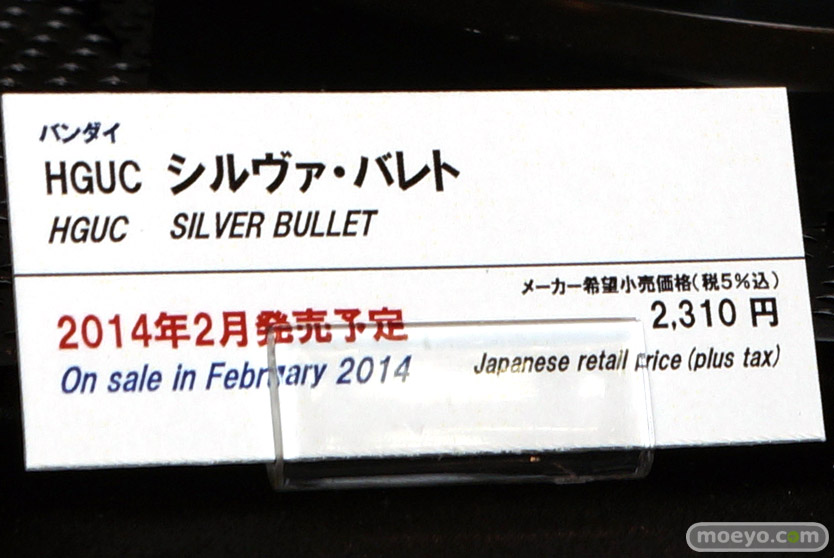 バンダイ
HGUC シルヴァ・バレト
HGUC SILVER BULLET
メーカー希望小売価格(税5%込)
2014年2月発売予定
2,310 円
On sale in February 2014
Japanese retail price (plus tax)
moeyo.com